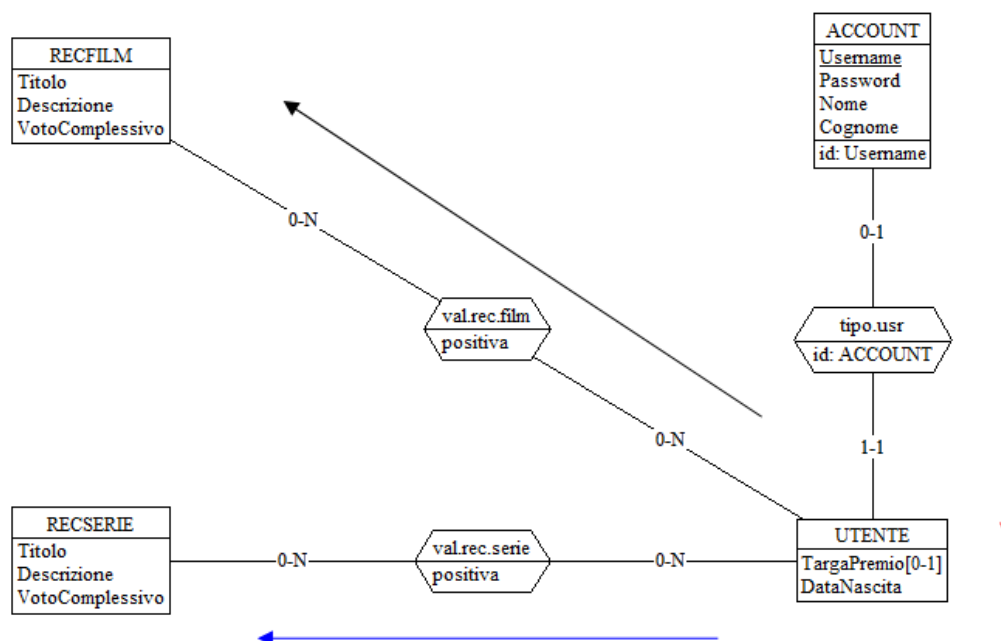 RECFILM
Titolo
Descrizione
VotoComplessivo
ACCOUNT
Username
Password
Nome
Cognome
id: Username
0-N
0-1
val.rec.film
positiva
tipo.usr
id: ACCOUNT
0-N
1-1
RECSERIE
Titolo
Descrizione
VotoComplessivo
0-N
val.rec.serie
positiva
0-N
UTENTE
TargaPremio[0-1]
DataNascita